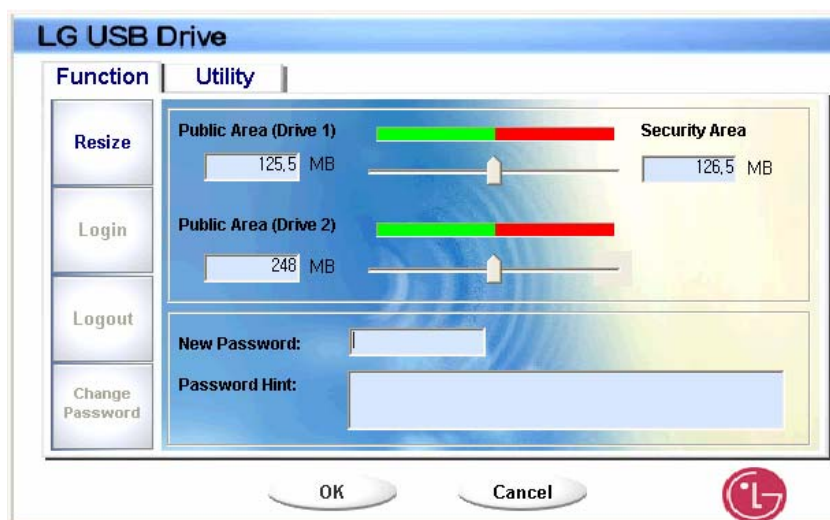 LG USB Drive
Function Utility
Resize
Login
Logout
Change
Password
Public Area (Drive 1)
125,5 MB
Security Area
126,5 MB
Public Area (Drive 2)
248 MB
New Password:
Password Hint:
OK Cancel
LG